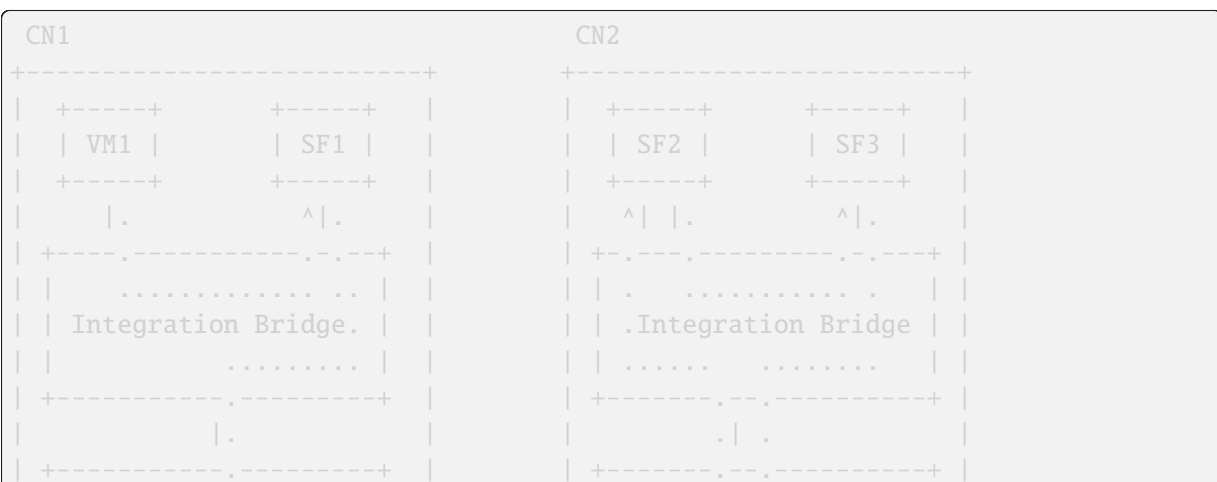 CN1                                 CN2
+---------------------------+        +-------------------------+
|  +-----+       +-----+   |        |  +-----+      +-----+   |
|  | VM1 |       | SF1 |   |        |  | SF2 |      | SF3 |   |
|  +-----+       +-----+   |        |  +-----+      +-----+   |
|     |.           ^|.     |        |   ^| |.        ^|.      |
| +----.-----------.-.--+  |        | +-.---.---------.-.---+ |
| |    ............. .. |  |        | | .   ........... .   | |
| | Integration Bridge. |  |        | | .Integration Bridge | |
| |           ......... |  |        | | ......   ........   | |
| +-----------.---------+  |        | +-------.--.----------+ |
|            |.            |        |         .| .            |
| +-----------.---------+  |        | +-------.--.----------+ |